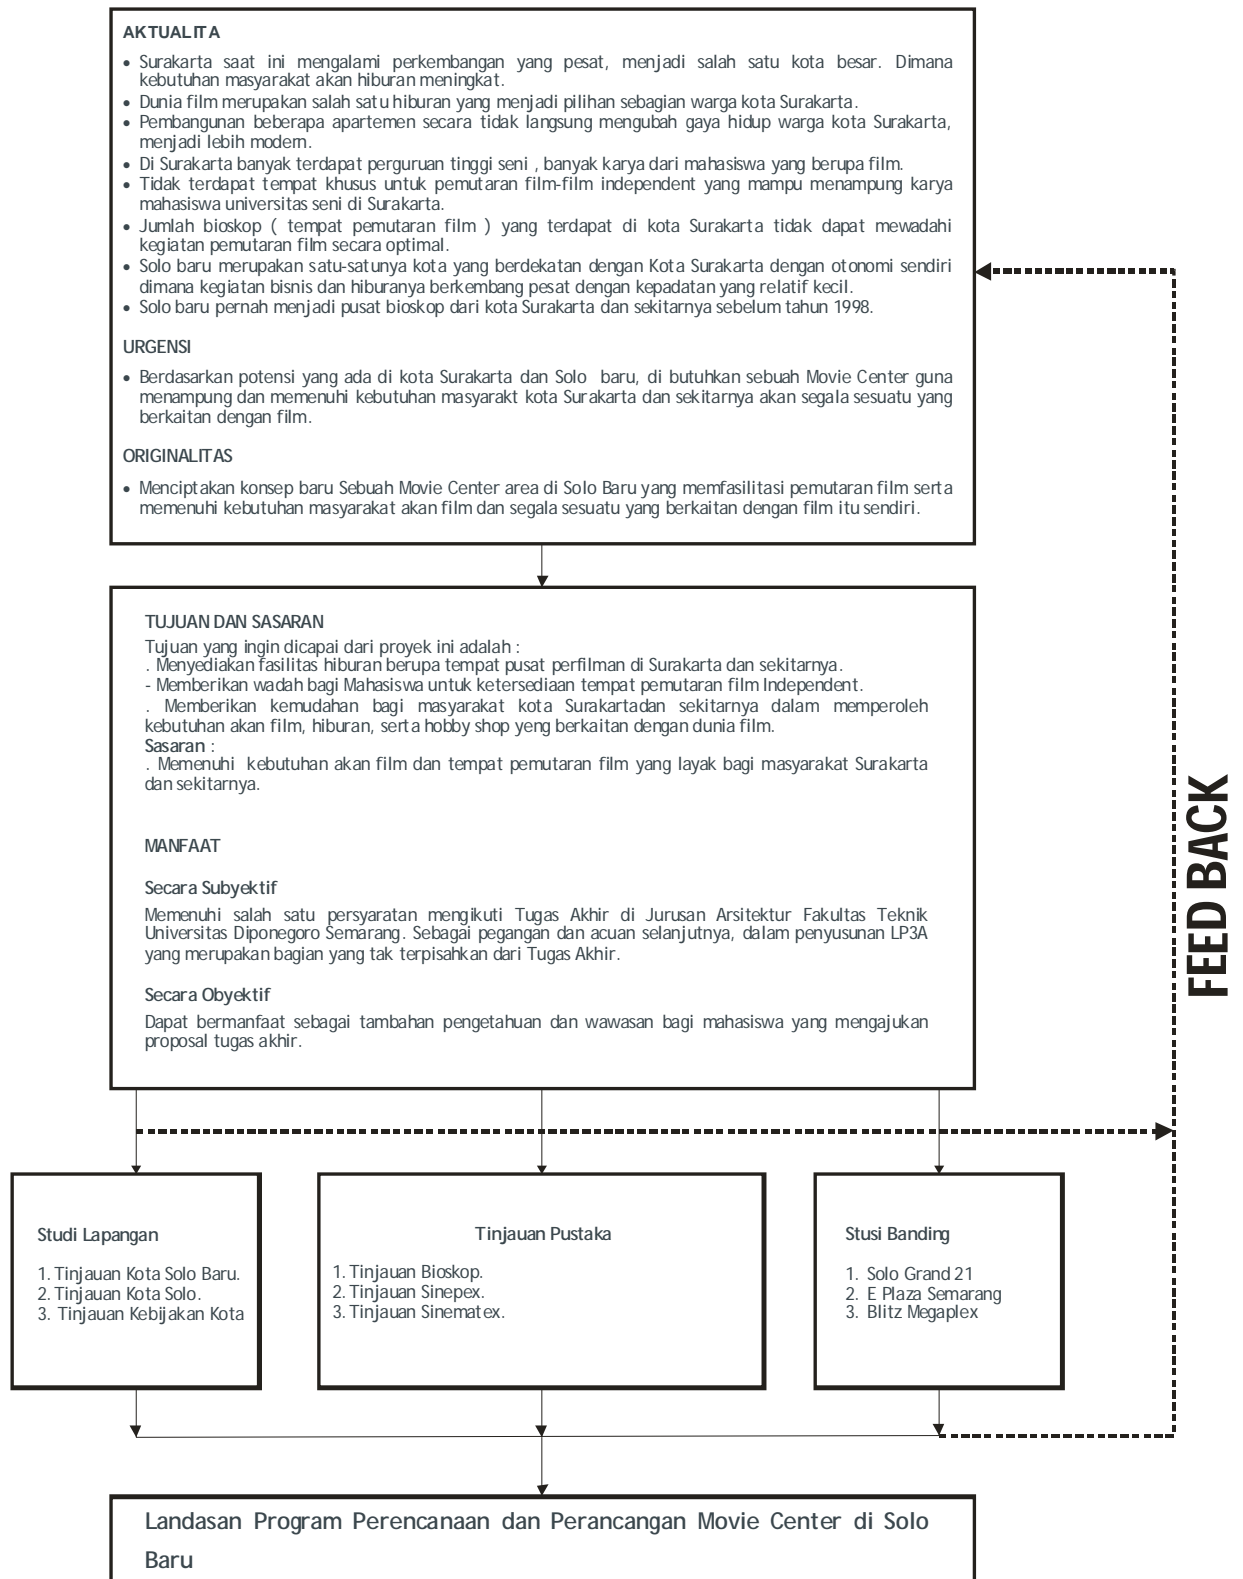 AKTUALITA
• Surakarta saat ini mengalami perkembangan yang pesat, menjadi salah satu kota besar. Dimana
kebutuhan masyarakat akan hiburan meningkat.
• Dunia film merupakan salah satu hiburan yang menjadi pilihan sebagian warga kota Surakarta.
• Pembangunan beberapa apartemen secara tidak langsung mengubah gaya hidup warga kota Surakarta,
menjadi lebih modern.
• Di Surakarta banyak terdapat perguruan tinggi seni , banyak karya dari mahasiswa yang berupa film.
• Tidak terdapat tempat khusus untuk pemutaran film-film independent yang mampu menampung karya
mahasiswa universitas seni di Surakarta.
• Jumlah bioskop ( tempat pemutaran film ) yang terdapat di kota Surakarta tidak dapat mewadahi
kegiatan pemutaran film secara optimal.
• Solo baru merupakan satu-satunya kota yang berdekatan dengan Kota Surakarta dengan otonomi sendiri
dimana kegiatan bisnis dan hiburanya berkembang pesat dengan kepadatan yang relatif kecil.
• Solo baru pernah menjadi pusat bioskop dari kota Surakarta dan sekitarnya sebelum tahun 1998.
URGENSI
• Berdasarkan potensi yang ada di kota Surakarta dan Solo baru, di butuhkan sebuah Movie Center guna
menampung dan memenuhi kebutuhan masyarakt kota Surakarta dan sekitarnya akan segala sesuatu yang
berkaitan dengan film.
ORIGINALITAS
• Menciptakan konsep baru Sebuah Movie Center area di Solo Baru yang memfasilitasi pemutaran film serta
memenuhi kebutuhan masyarakat akan film dan segala sesuatu yang berkaitan dengan film itu sendiri.
TUJUAN DAN SASARAN
Tujuan yang ingin dicapai dari proyek ini adalah :
. Menyediakan fasilitas hiburan berupa tempat pusat perfilman di Surakarta dan sekitarnya.
- Memberikan wadah bagi Mahasiswa untuk ketersediaan tempat pemutaran film Independent.
. Memberikan kemudahan bagi masyarakat kota Surakartadan sekitarnya dalam memperoleh
kebutuhan akan film, hiburan, serta hobby shop yeng berkaitan dengan dunia film.
Sasaran :
. Memenuhi kebutuhan akan film dan tempat pemutaran film yang layak bagi masyarakat Surakarta
dan sekitarnya.
MANFAAT
Secara Subyektif
Memenuhi salah satu persyaratan mengikuti Tugas Akhir di Jurusan Arsitektur Fakultas Teknik
Universitas Diponegoro Semarang. Sebagai pegangan dan acuan selanjutnya, dalam penyusunan LP3A
yang merupakan bagian yang tak terpisahkan dari Tugas Akhir.
Secara Obyektif
Dapat bermanfaat sebagai tambahan pengetahuan dan wawasan bagi mahasiswa yang mengajukan
proposal tugas akhir.
FEED BACK
Studi Lapangan
1. Tinjauan Kota Solo Baru.
2. Tinjauan Kota Solo.
3. Tinjauan Kebijakan Kota
Tinjauan Pustaka
1. Tinjauan Bioskop.
2. Tinjauan Sinepex.
3. Tinjauan Sinematex.
Stusi Banding
1. Solo Grand 21
2. E Plaza Semarang
3. Blitz Megaplex
Landasan Program Perencanaan dan Perancangan Movie Center di Solo
Baru